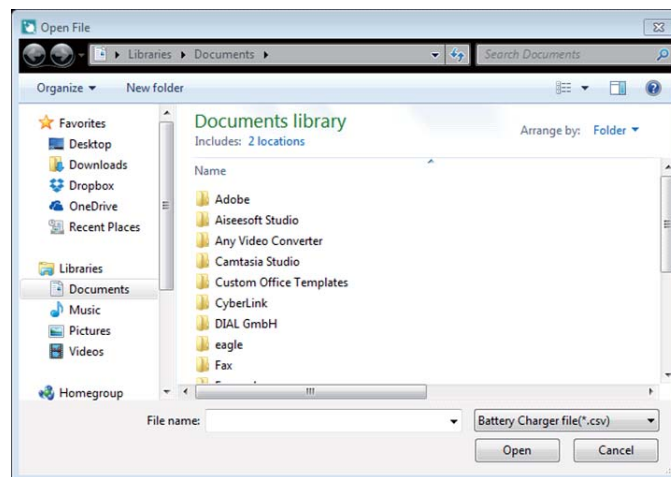 Open File
Libraries Documents
Search Documents
Organize New folder
Favorites
Desktop
Downloads
Dropbox
OneDrive
Recent Places
Libraries
Documents
Music
Pictures
Videos
Homegroup
Documents library
Includes: 2 locations
Arrange by: Folder
Name
Adobe
Aiseesoft Studio
Any Video Converter
Camtasia Studio
Custom Office Templates
CyberLink
DIAL GmbH
eagle
Fax
File name:
Battery Charger file(*.csv)
Open Cancel